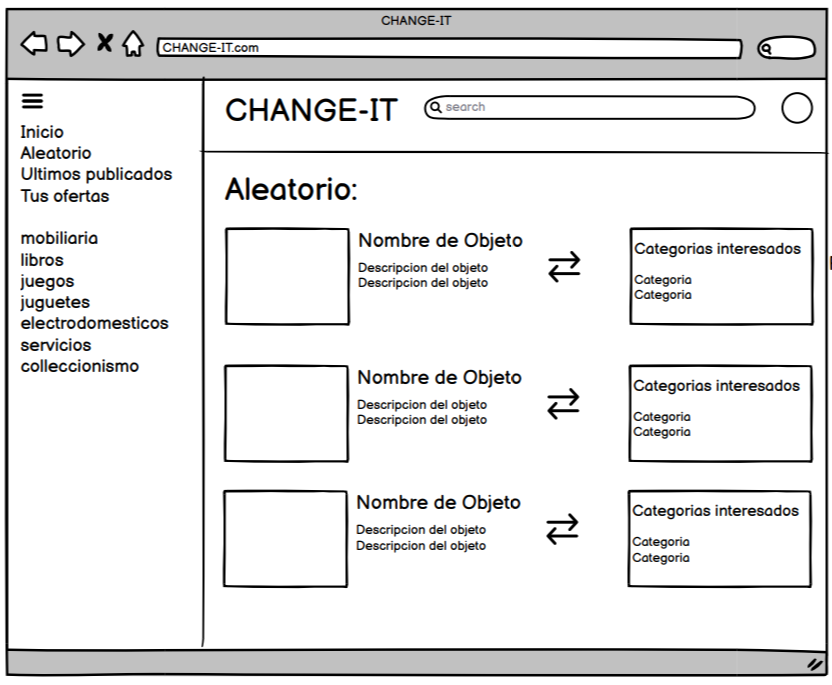 CHANGE-IT
CHANGE-IT.com
Inicio
Aleatorio
Ultimos publicados
Tus ofertas
mobiliaria
libros
juegos
juguetes
electrodomesticos
servicios
colleccionismo
CHANGE-IT
search
Aleatorio:
Nombre de Objeto
Descripcion del objeto
Descripcion del objeto
Categorias interesados
Categoria
Categoria
Nombre de Objeto
Descripcion del objeto
Descripcion del objeto
Categorias interesados
Categoria
Categoria
Nombre de Objeto
Descripcion del objeto
Descripcion del objeto
Categorias interesados
Categoria
Categoria